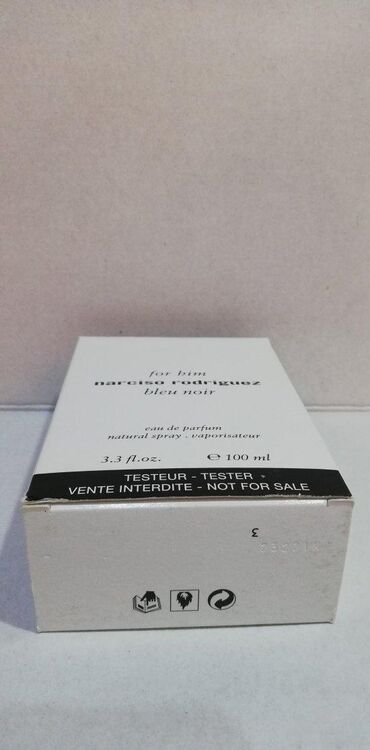 for him
narciso rodriguez
bleu noir
eau de parfum
natural spray . vaporisateur
3.3 fl.oz. ℮ 100 ml
TESTEUR - TESTER
VENTE INTERDITE - NOT FOR SALE
3